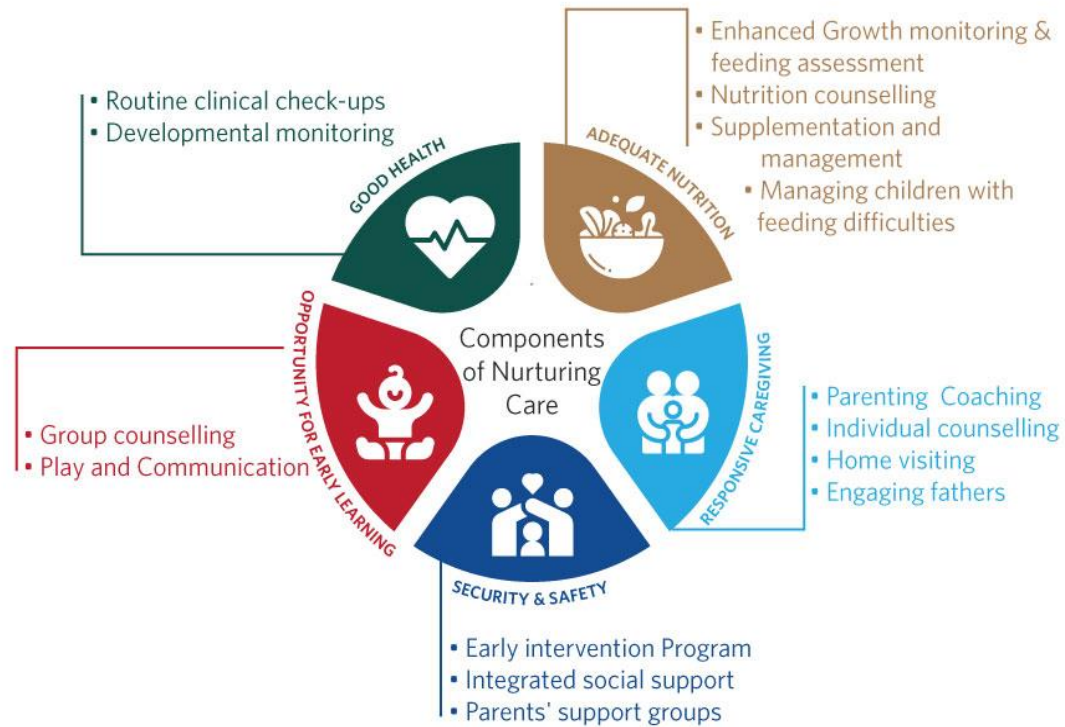 • Enhanced Growth monitoring &
feeding assessment
• Nutrition counselling
• Supplementation and
management
• Managing children with
feeding difficulties
• Routine clinical check-ups
• Developmental monitoring
GOOD HEALTH
ADEQUATE NUTRITION
Components
of Nurturing
Care
OPPORTUNITY FOR EARLY LEARNING
• Group counselling
• Play and Communication
RESPONSIVE CAREGIVING
• Parenting Coaching
• Individual counselling
• Home visiting
• Engaging fathers
SECURITY & SAFETY
• Early intervention Program
• Integrated social support
• Parents' support groups